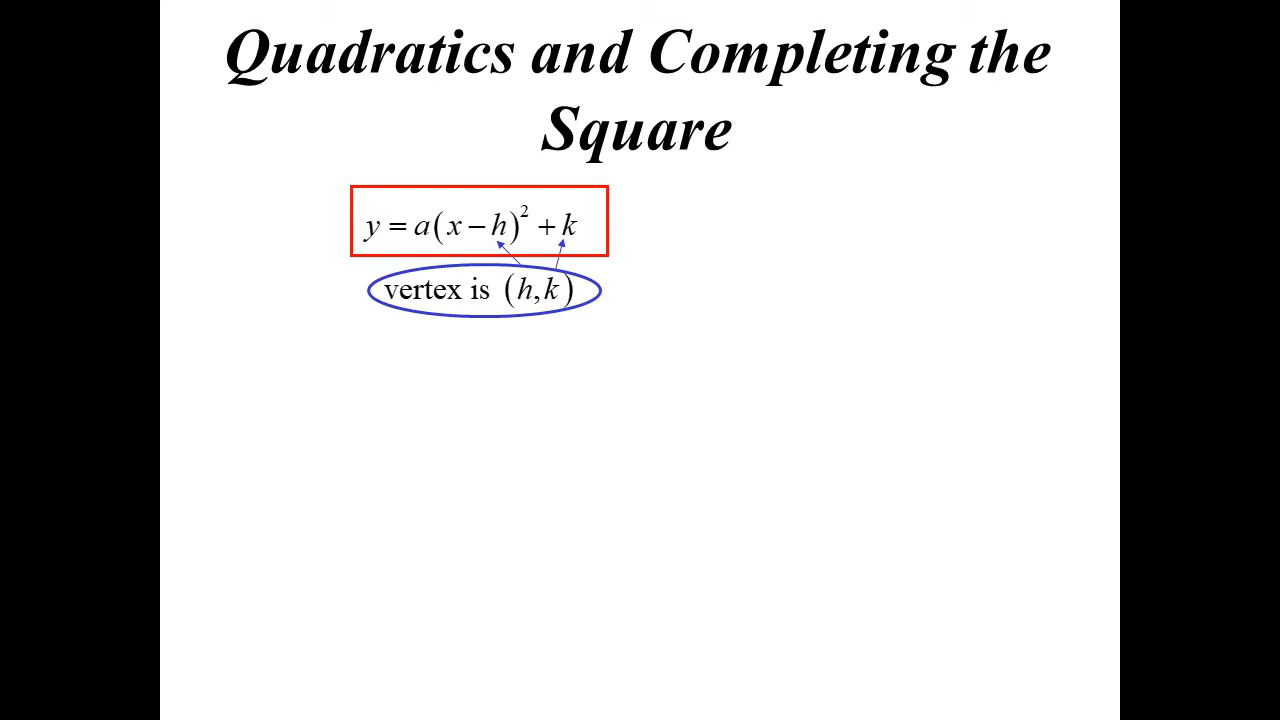 Quadratics and Completing the
Square
y = a(x − h)² + k
vertex is (h, k)